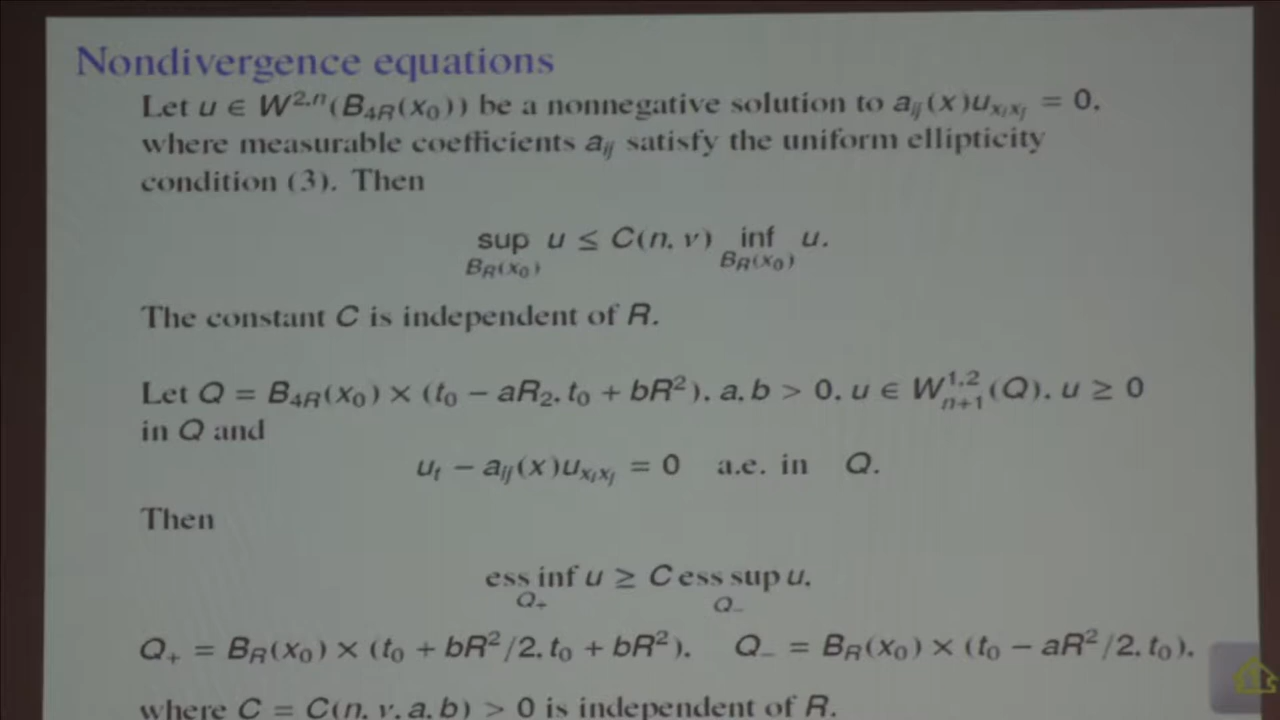 Nondivergence equations
Let u ∈ W^{2,n}(B_{4R}(x_0)) be a nonnegative solution to a_{ij}(x)u_{x_i x_j} = 0,
where measurable coefficients a_{ij} satisfy the uniform ellipticity
condition (3). Then
sup_{B_R(x_0)} u ≤ C(n, ν) inf_{B_R(x_0)} u.
The constant C is independent of R.
Let Q = B_{4R}(x_0) × (t_0 − aR_2, t_0 + bR^2), a, b > 0, u ∈ W^{1,2}_{n+1}(Q), u ≥ 0
in Q and
u_t − a_{ij}(x)u_{x_i x_j} = 0 a.e. in Q.
Then
ess inf_{Q_+} u ≥ C ess sup_{Q_−} u,
Q_+ = B_R(x_0) × (t_0 + bR^2/2, t_0 + bR^2), Q_− = B_R(x_0) × (t_0 − aR^2/2, t_0),
where C = C(n, ν, a, b) > 0 is independent of R.